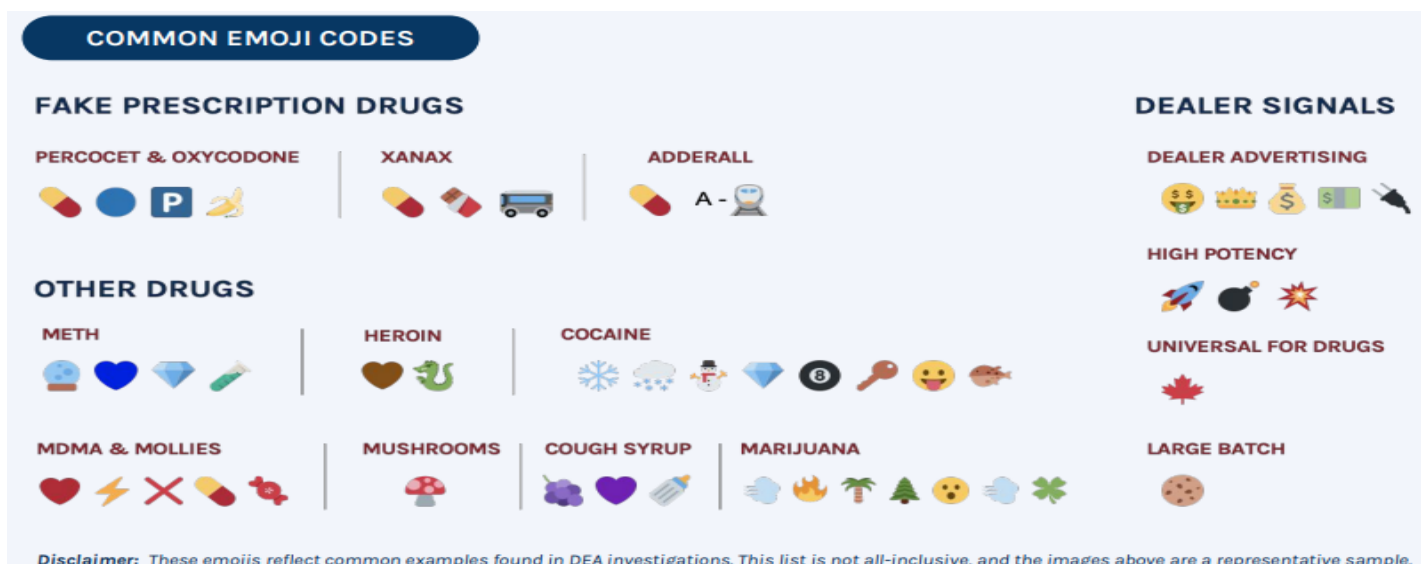 COMMON EMOJI CODES
FAKE PRESCRIPTION DRUGS
PERCOCET & OXYCODONE
XANAX
ADDERALL
P
A -
OTHER DRUGS
METH
HEROIN
COCAINE
8
MDMA & MOLLIES
MUSHROOMS
COUGH SYRUP
MARIJUANA
DEALER SIGNALS
DEALER ADVERTISING
HIGH POTENCY
UNIVERSAL FOR DRUGS
LARGE BATCH
Disclaimer: These emojis reflect common examples found in DEA investigations. This list is not all-inclusive, and the images above are a representative sample.